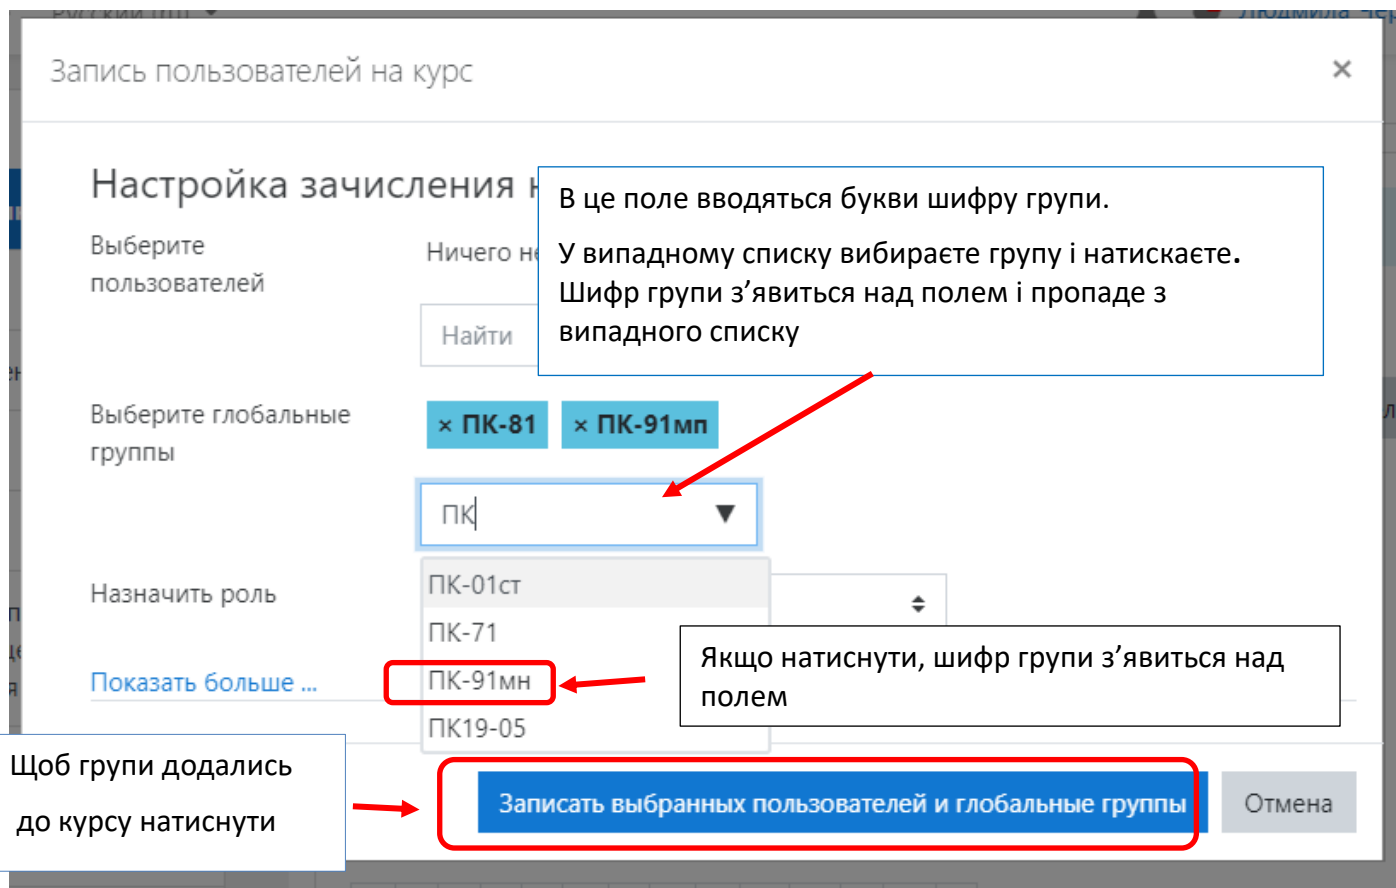 Запись пользователей на курс
×
Настройка зачисления
В це поле вводяться букви шифру групи.
У випадному списку вибираєте групу і натискаєте.
Шифр групи з’явиться над полем і пропаде з
випадного списку
Выберите
пользователей
Ничего
Найти
Выберите глобальные
группы
× ПК-81 × ПК-91мп
ПК
ПК-01ст
ПК-71
ПК-91мн
ПК19-05
Назначить роль
Якщо натиснути, шифр групи з’явиться над
полем
Показать больше ...
Щоб групи додались
до курсу натиснути
Записать выбранных пользователей и глобальные группы
Отмена